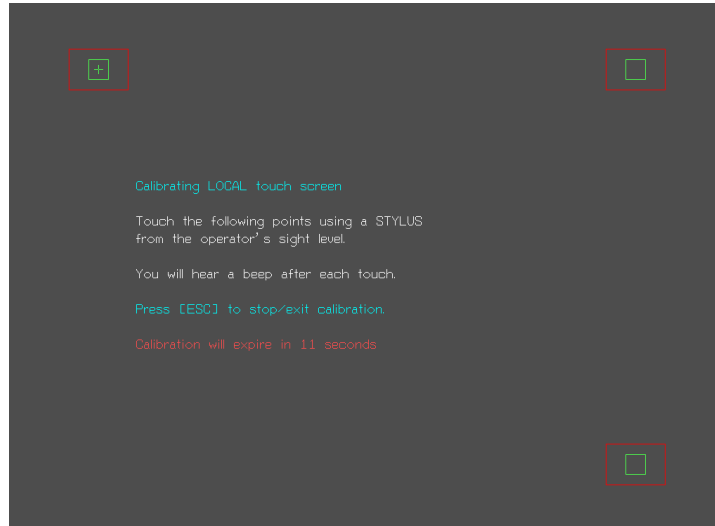 Calibrating LOCAL touch screen
Touch the following points using a STYLUS
from the operator's sight level.
You will hear a beep after each touch.
Press [ESC] to stop/exit calibration.
Calibration will expire in 11 seconds